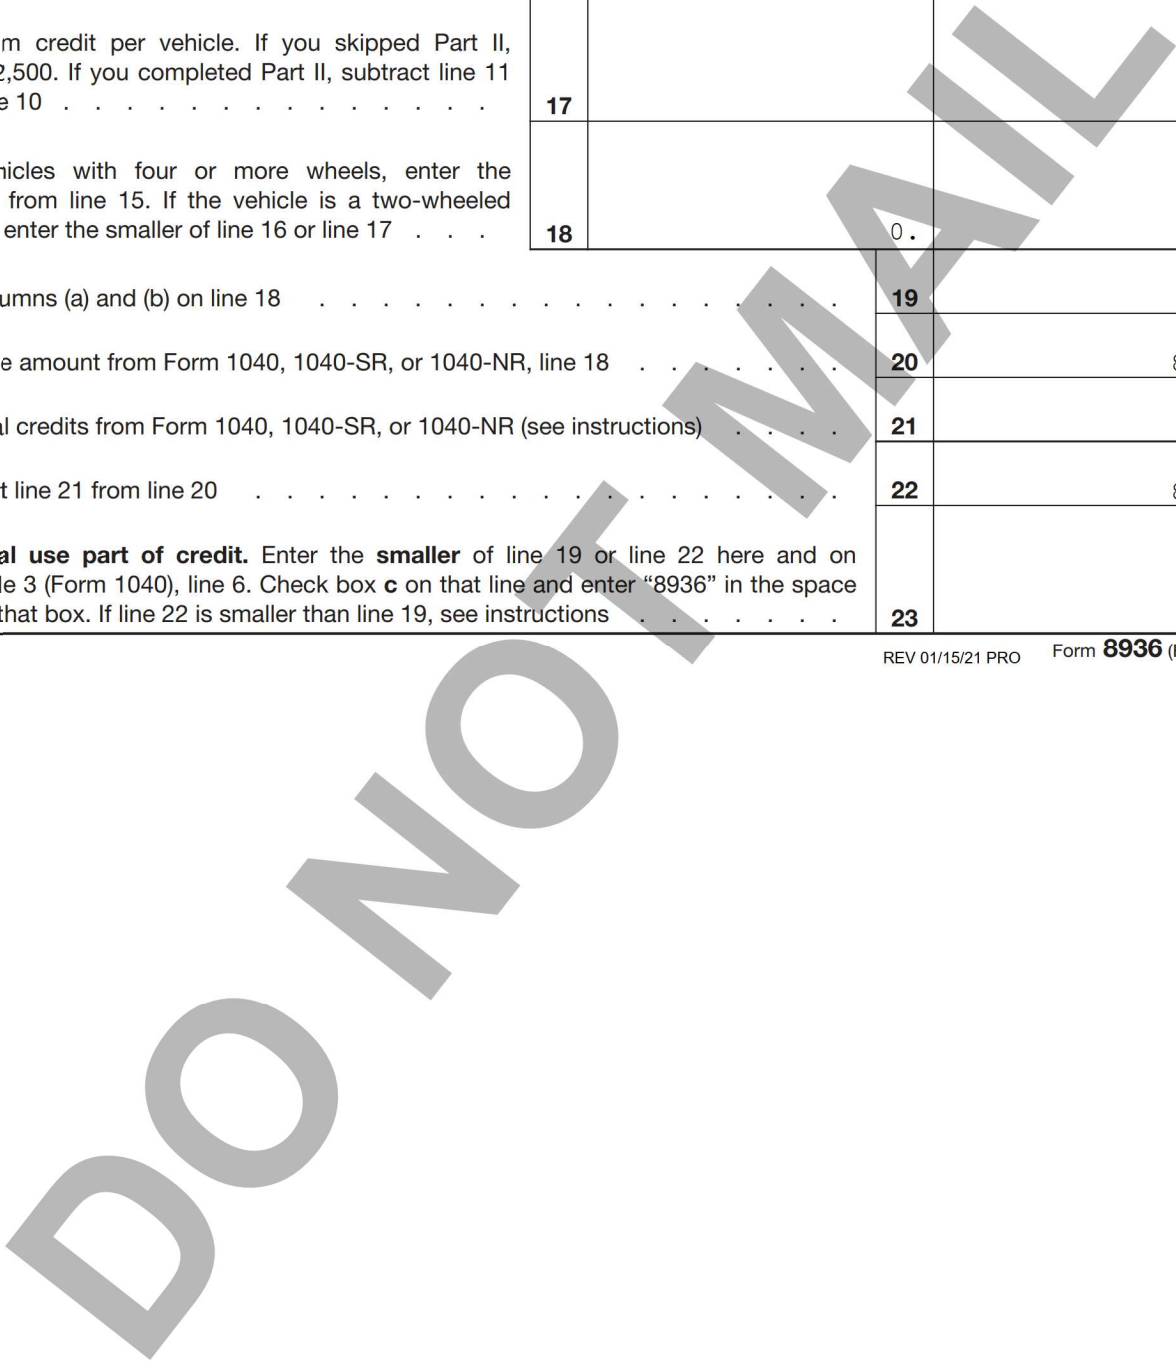 m credit per vehicle. If you skipped Part II,
2,500. If you completed Part II, subtract line 11
e 10 . . . . . . . . . . . . . . 17
hicles with four or more wheels, enter the
from line 15. If the vehicle is a two-wheeled
enter the smaller of line 16 or line 17 . . . 18 0.
umns (a) and (b) on line 18 . . . . . . . . . . . . . . . . . 19
e amount from Form 1040, 1040-SR, or 1040-NR, line 18 . . . . . . . 20
al credits from Form 1040, 1040-SR, or 1040-NR (see instructions) . . . . 21
t line 21 from line 20 . . . . . . . . . . . . . . . . . . . 22
al use part of credit. Enter the smaller of line 19 or line 22 here and on
le 3 (Form 1040), line 6. Check box c on that line and enter “8936” in the space
that box. If line 22 is smaller than line 19, see instructions . . . . . . . 23
REV 01/15/21 PRO Form 8936 (
DO NOT MAIL